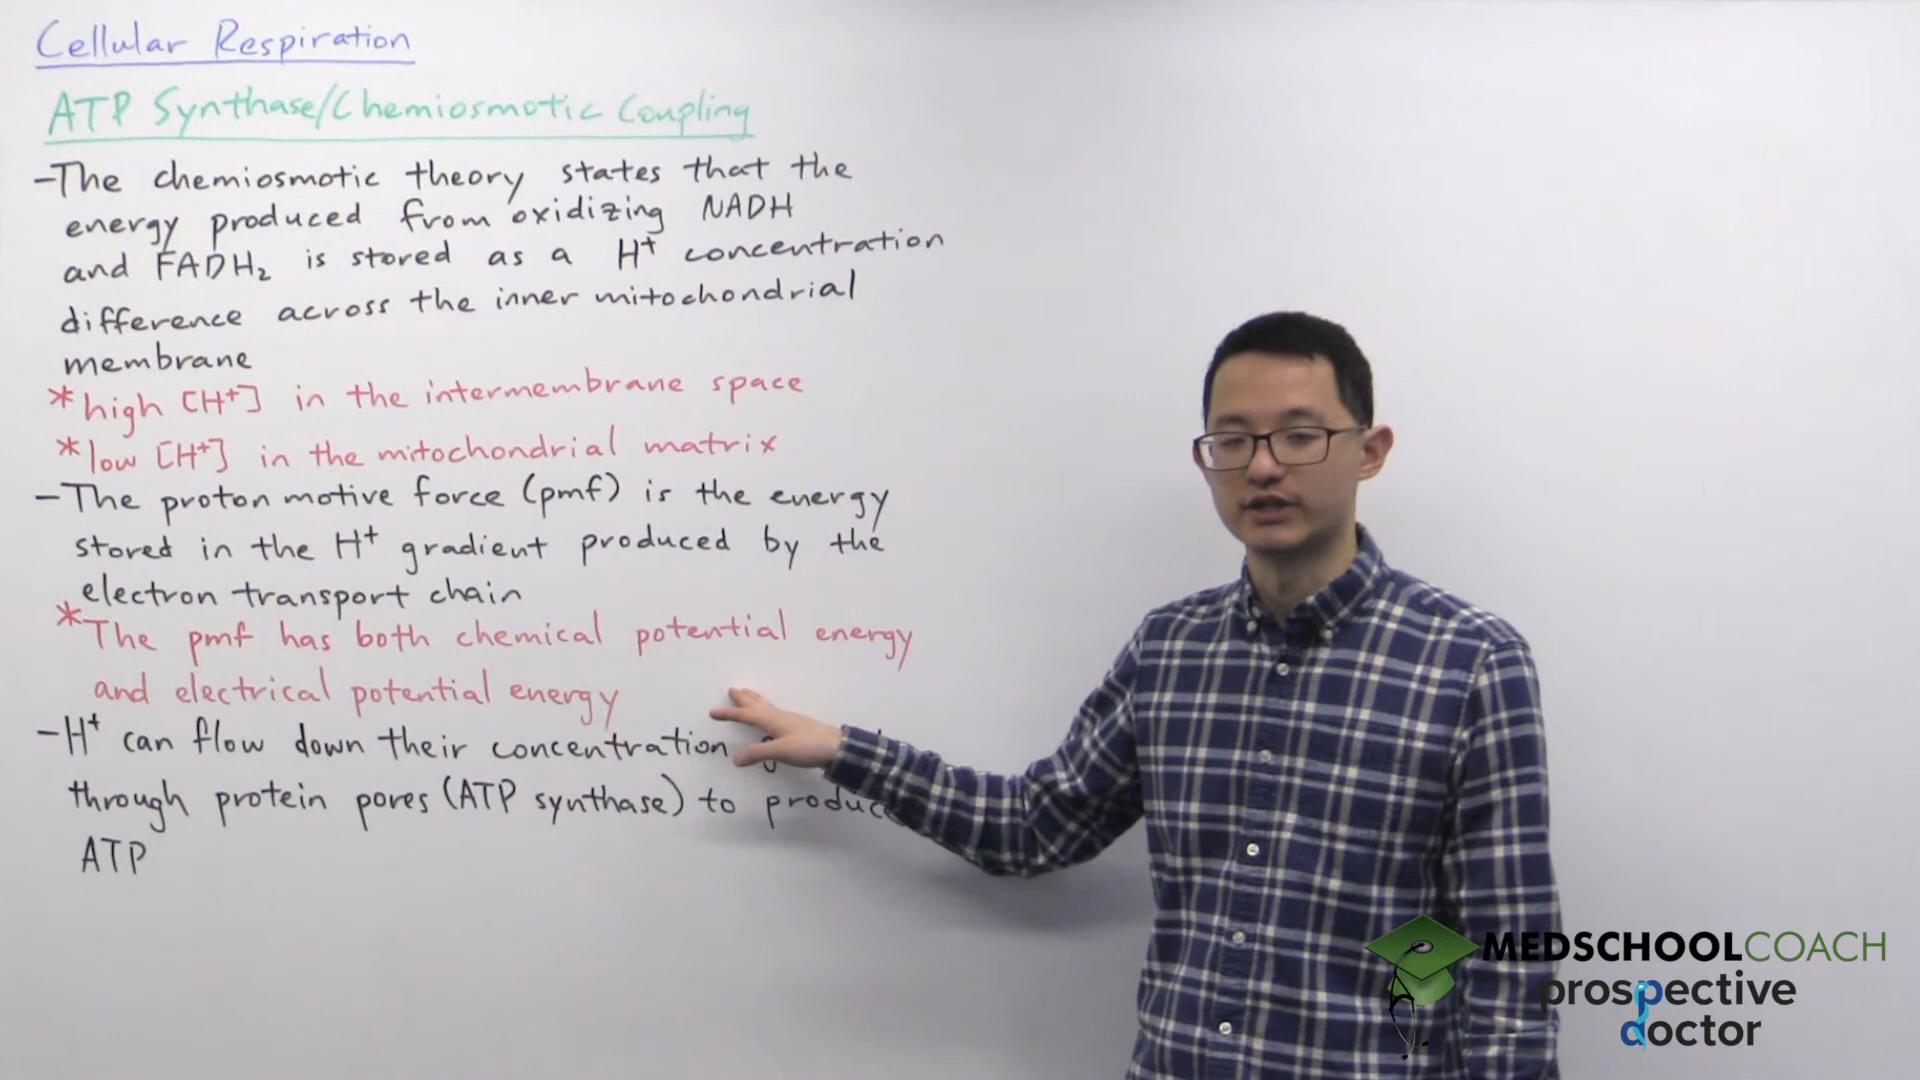 Cellular Respiration
ATP Synthase/Chemiosmotic Coupling
-The chemiosmotic theory states that the
energy produced from oxidizing NADH
and FADH₂ is stored as a H⁺ concentration
difference across the inner mitochondrial
membrane
*high [H⁺] in the intermembrane space
*low [H⁺] in the mitochondrial matrix
-The proton motive force (pmf) is the energy
stored in the H⁺ gradient produced by the
electron transport chain
*The pmf has both chemical potential energy
and electrical potential energy
-H⁺ can flow down their concentration
through protein pores (ATP synthase) to produce
ATP
MEDSCHOOLCOACH
prospective
doctor